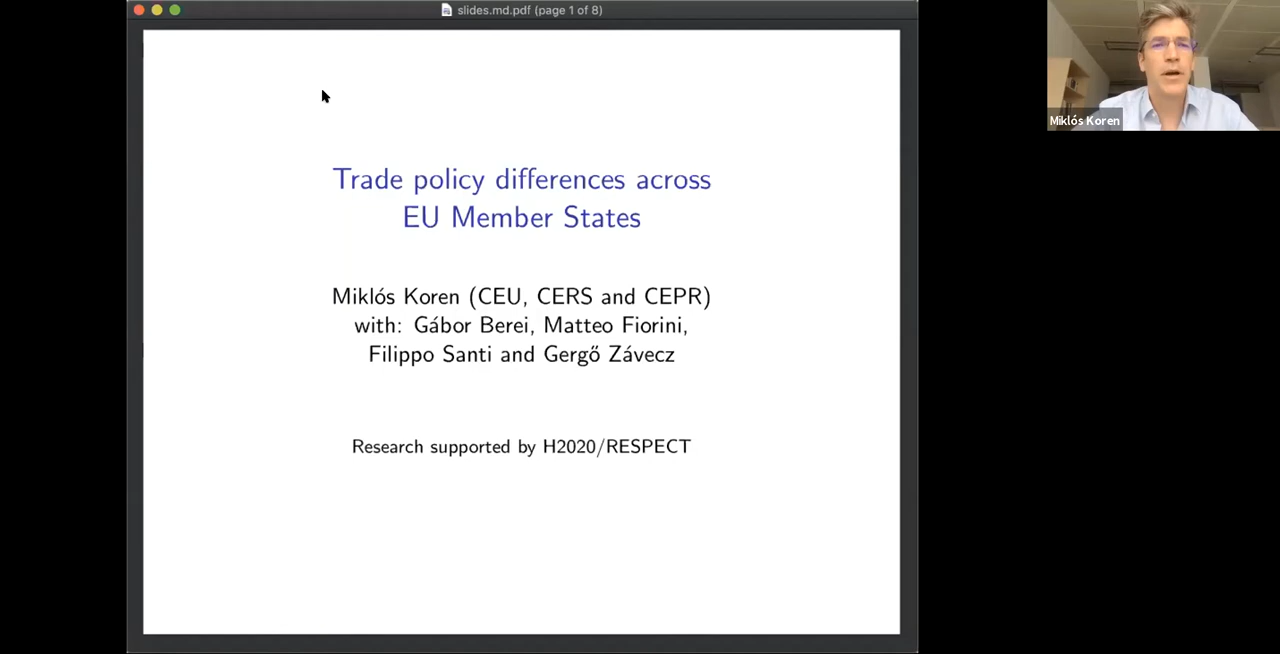 slides.md.pdf (page 1 of 8)
Miklós Koren
Trade policy differences across
EU Member States
Miklós Koren (CEU, CERS and CEPR)
with: Gábor Berei, Matteo Fiorini,
Filippo Santi and Gergő Závecz
Research supported by H2020/RESPECT